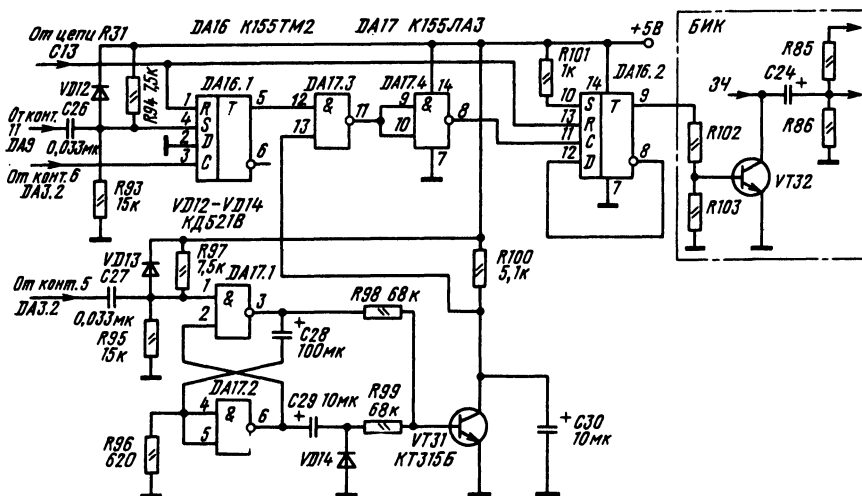 DA16 К155ТМ2 DA17 К155ЛА3
+5В
БИК
От цепи R31
С13
VD12
R94 7,5к
DA16.1
DA17.3
DA17.4
R101
1к
DA16.2
R85
ЗЧ
C24 +
R86
От конт.
11
DA9
С26
0,033мк
От конт. 6
DA3.2
1 R T 5
4 S
2 D
3 C 6
12 & 11
13
9 & 14 8
10 7
14
10 S T 9
13 R
11 C
12 D 8
7
R102
R103
VT32
R93
15к
VD12-VD14
КД521В
VD13
R97
7,5к
DA17.1
R100
5,1к
От конт. 5
DA3.2
С27
0,033мк
R95
15к
1 & 3
2
R98 68к
+ C28
100мк
DA17.2
4 & 6
5
C29 10мк
+
R99
68к
R96
620
VD14
VT31
КТ315Б
+ C30
10мк